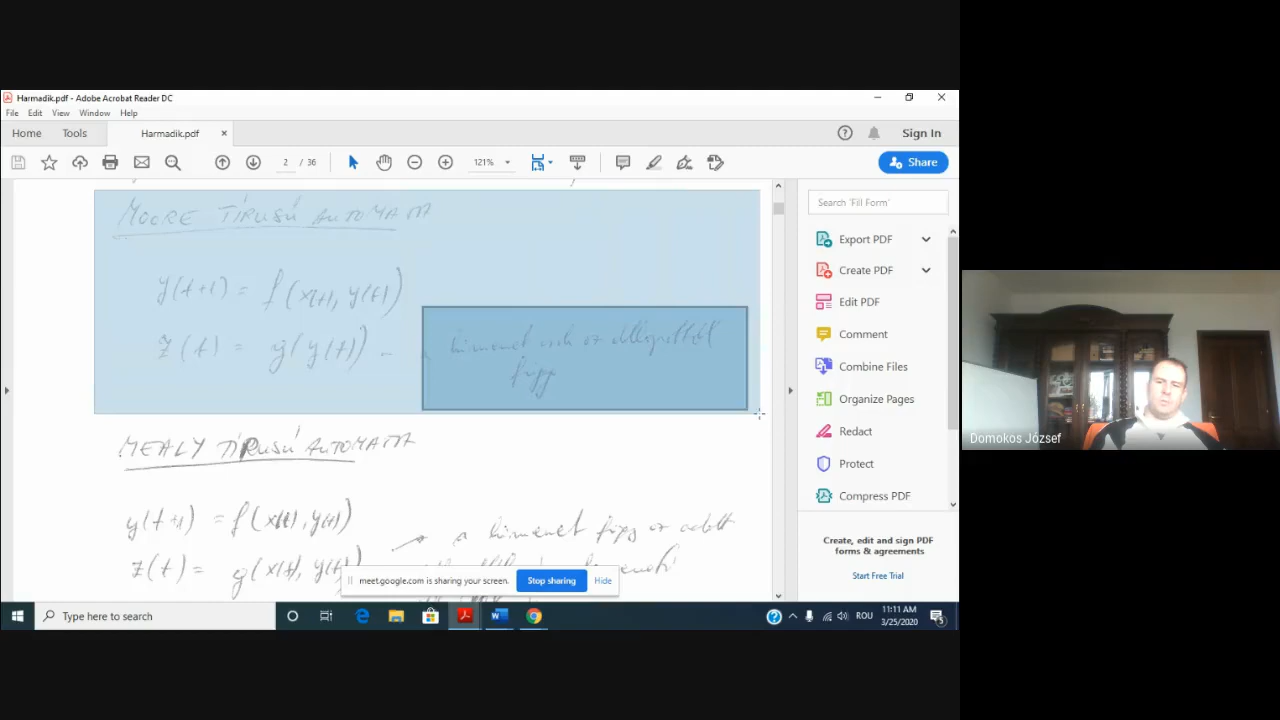 Harmadik.pdf - Adobe Acrobat Reader DC
File Edit View Window Help
Home Tools Harmadik.pdf × Sign In
2 / 36 121% Share
MOORE TÍPUSÚ AUTOMATA
y(t+1) = f(x(t), y(t))
z(t) = g(y(t)) - a kimenet csak az állapottól
függ
MEALY TÍPUSÚ AUTOMATA
y(t+1) = f(x(t), y(t))
z(t) = g(x(t), y(t)) → a kimenet függ az adott
Search 'Fill Form'
Export PDF
Create PDF
Edit PDF
Comment
Combine Files
Organize Pages
Redact
Protect
Compress PDF
Create, edit and sign PDF
forms & agreements
Start Free Trial
meet.google.com is sharing your screen. Stop sharing Hide
Type here to search
ROU
11:11 AM
3/25/2020
5
Domokos József